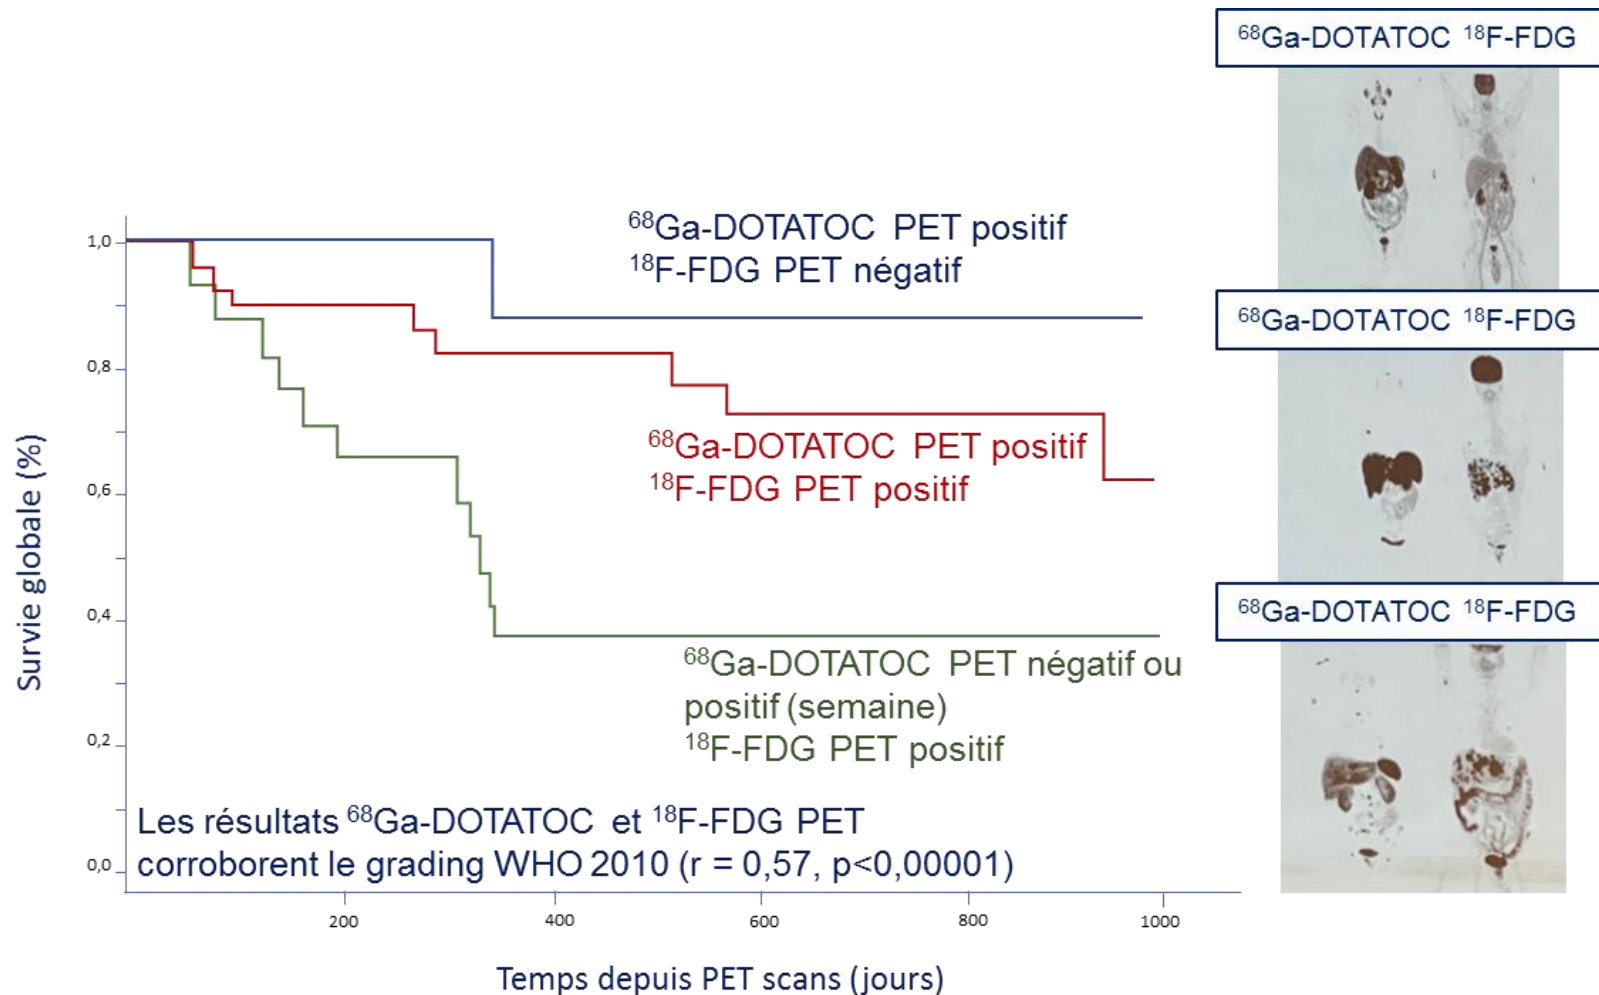 ⁶⁸Ga-DOTATOC ¹⁸F-FDG
⁶⁸Ga-DOTATOC PET positif
¹⁸F-FDG PET négatif
1,0
⁶⁸Ga-DOTATOC ¹⁸F-FDG
0,8
⁶⁸Ga-DOTATOC PET positif
¹⁸F-FDG PET positif
0,6
Survie globale (%)
⁶⁸Ga-DOTATOC ¹⁸F-FDG
0,4
⁶⁸Ga-DOTATOC PET négatif ou
positif (semaine)
¹⁸F-FDG PET positif
0,2
Les résultats ⁶⁸Ga-DOTATOC et ¹⁸F-FDG PET
corroborent le grading WHO 2010 (r = 0,57, p<0,00001)
0,0
200 400 600 800 1000
Temps depuis PET scans (jours)